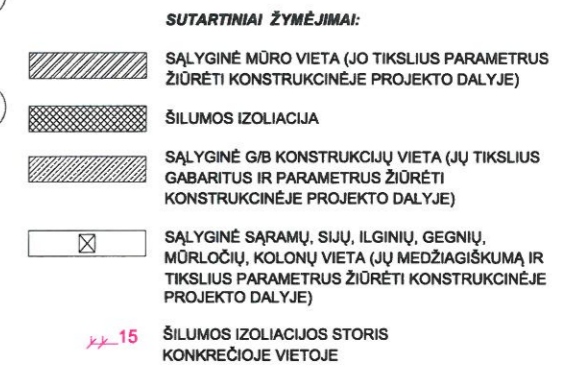 SUTARTINIAI ŽYMĖJIMAI:
SĄLYGINĖ MŪRO VIETA (JO TIKSLIUS PARAMETRUS
ŽIŪRĖTI KONSTRUKCINĖJE PROJEKTO DALYJE)
ŠILUMOS IZOLIACIJA
SĄLYGINĖ G/B KONSTRUKCIJŲ VIETA (JŲ TIKSLIUS
GABARITUS IR PARAMETRUS ŽIŪRĖTI
KONSTRUKCINĖJE PROJEKTO DALYJE)
SĄLYGINĖ SĄRAMŲ, SIJŲ, ILGINIŲ, GEGNIŲ,
MŪRLOČIŲ, KOLONŲ VIETA (JŲ MEDŽIAGIŠKUMĄ IR
TIKSLIUS PARAMETRUS ŽIŪRĖTI KONSTRUKCINĖJE
PROJEKTO DALYJE)
15 ŠILUMOS IZOLIACIJOS STORIS
KONKREČIOJE VIETOJE